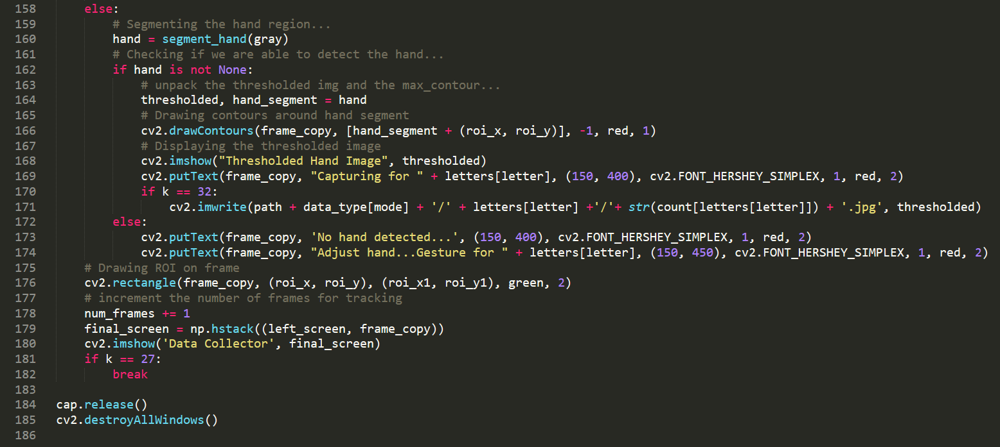 158 else:
159 # Segmenting the hand region...
160 hand = segment_hand(gray)
161 # Checking if we are able to detect the hand...
162 if hand is not None:
163 # unpack the thresholded img and the max_contour...
164 thresholded, hand_segment = hand
165 # Drawing contours around hand segment
166 cv2.drawContours(frame_copy, [hand_segment + (roi_x, roi_y)], -1, red, 1)
167 # Displaying the thresholded image
168 cv2.imshow("Thresholded Hand Image", thresholded)
169 cv2.putText(frame_copy, "Capturing for " + letters[letter], (150, 400), cv2.FONT_HERSHEY_SIMPLEX, 1, red, 2)
170 if k == 32:
171 cv2.imwrite(path + data_type[mode] + '/' + letters[letter] +'/'+ str(count[letters[letter]]) + '.jpg', thresholded)
172 else:
173 cv2.putText(frame_copy, 'No hand detected...', (150, 400), cv2.FONT_HERSHEY_SIMPLEX, 1, red, 2)
174 cv2.putText(frame_copy, "Adjust hand...Gesture for " + letters[letter], (150, 450), cv2.FONT_HERSHEY_SIMPLEX, 1, red, 2)
175 # Drawing ROI on frame
176 cv2.rectangle(frame_copy, (roi_x, roi_y), (roi_x1, roi_y1), green, 2)
177 # increment the number of frames for tracking
178 num_frames += 1
179 final_screen = np.hstack((left_screen, frame_copy))
180 cv2.imshow('Data Collector', final_screen)
181 if k == 27:
182 break
183
184 cap.release()
185 cv2.destroyAllWindows()
186